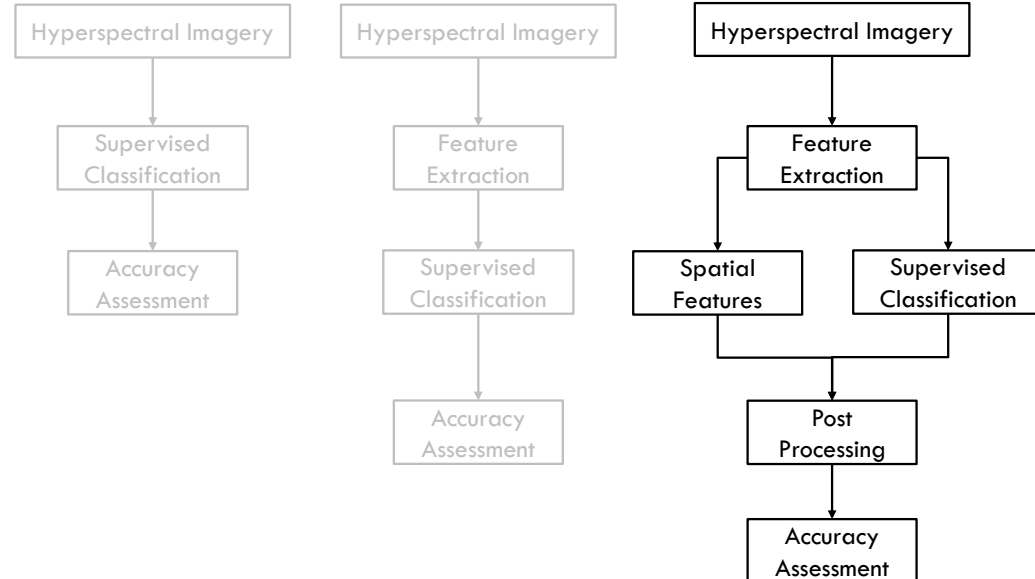 Hyperspectral Imagery
Supervised
Classification
Accuracy
Assessment
Hyperspectral Imagery
Feature
Extraction
Supervised
Classification
Accuracy
Assessment
Hyperspectral Imagery
Feature
Extraction
Spatial
Features
Supervised
Classification
Post
Processing
Accuracy
Assessment